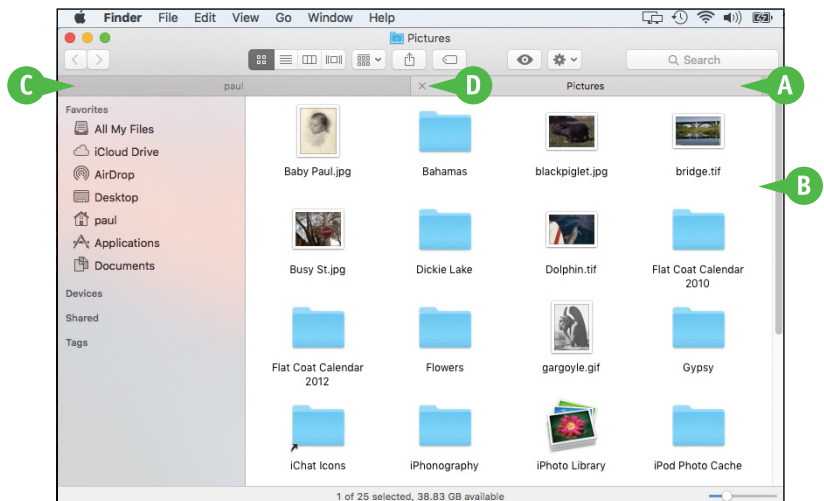 Finder File Edit View Go Window Help
Pictures
Search
C
paul
D
Pictures
A
Favorites
All My Files
iCloud Drive
AirDrop
Desktop
paul
Applications
Documents
Devices
Shared
Tags
Baby Paul.jpg
Bahamas
blackpiglet.jpg
bridge.tif
B
Busy St.jpg
Dickie Lake
Dolphin.tif
Flat Coat Calendar
2010
Flat Coat Calendar
2012
Flowers
gargoyle.gif
Gypsy
iChat Icons
iPhonography
iPhoto Library
iPod Photo Cache
1 of 25 selected, 38.83 GB available